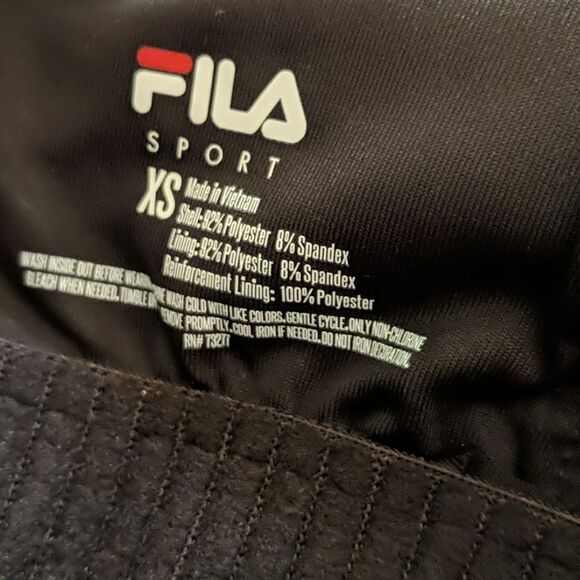 FILA
SPORT
XS
Made in Vietnam
Shell: 92% Polyester 8% Spandex
Lining: 92% Polyester 8% Spandex
Reinforcement Lining: 100% Polyester
WASH INSIDE OUT BEFORE WEARING. MACHINE WASH COLD WITH LIKE COLORS. GENTLE CYCLE. ONLY NON-CHLORINE
BLEACH WHEN NEEDED. TUMBLE DRY LOW. REMOVE PROMPTLY. COOL IRON IF NEEDED. DO NOT IRON DECORATION.
RN# 73277